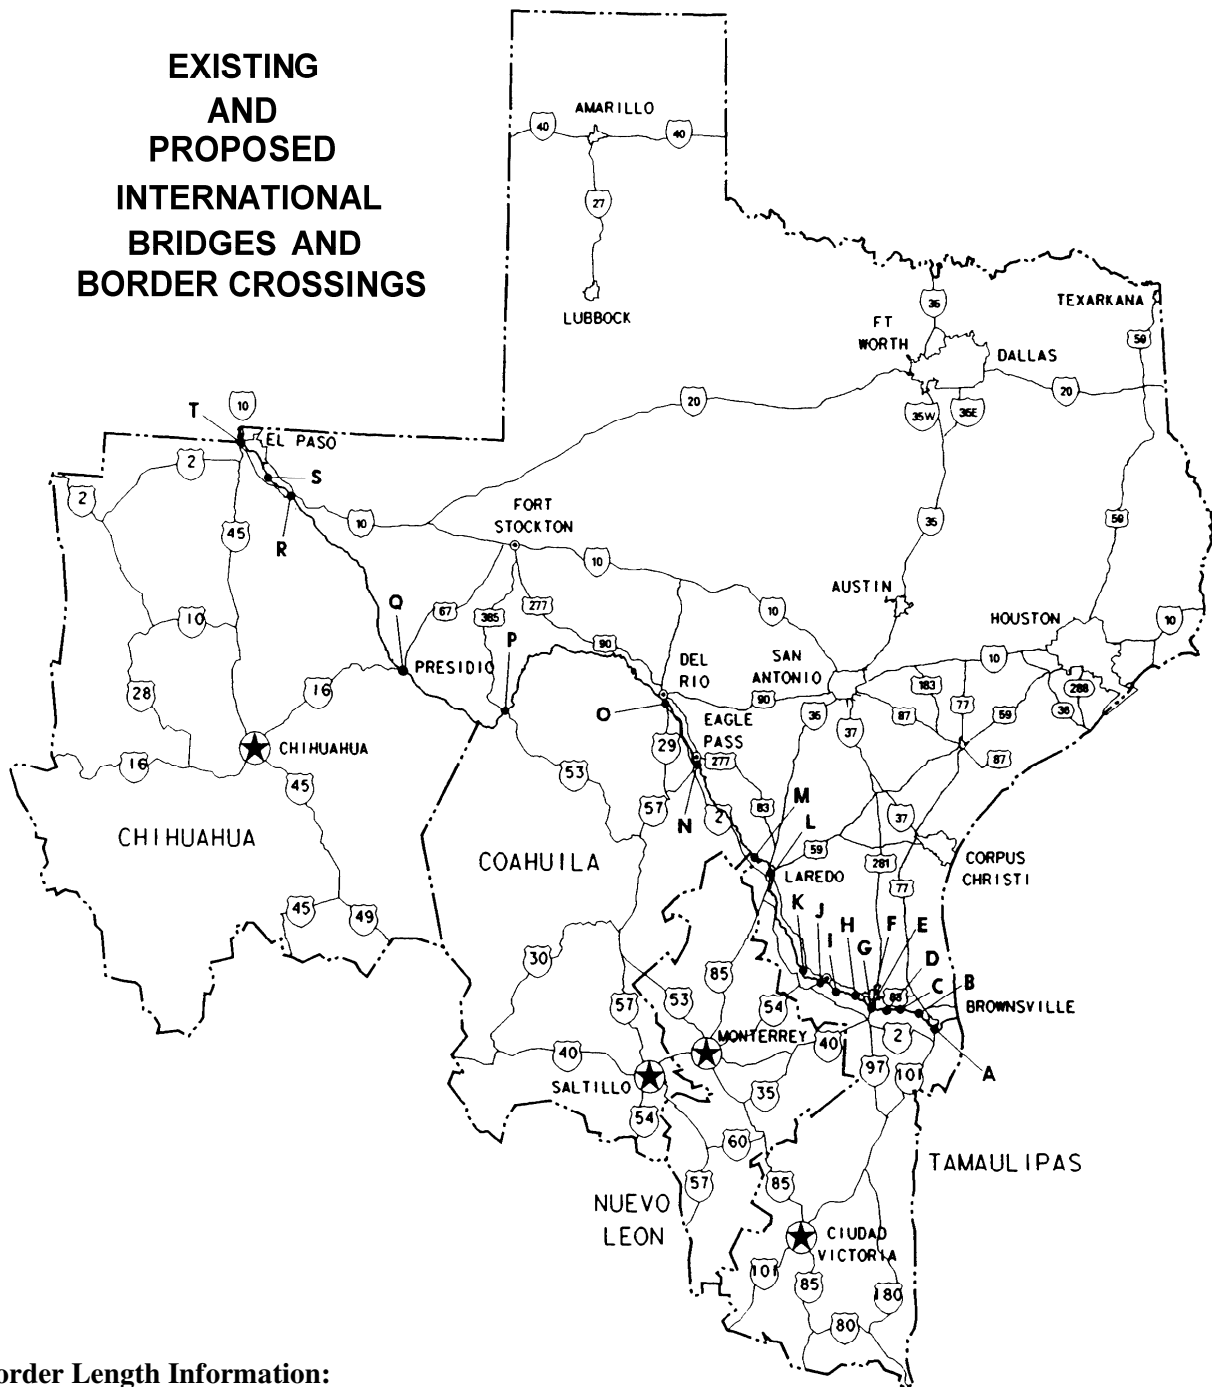 EXISTING
AND
PROPOSED
INTERNATIONAL
BRIDGES AND
BORDER CROSSINGS
AMARILLO
40
40
27
LUBBOCK
TEXARKANA
35
59
FT
WORTH
DALLAS
20
20
35W
35E
T
10
EL PASO
2
2
S
45
R
10
FORT
STOCKTON
35
59
10
277
67
385
Q
P
90
10
AUSTIN
HOUSTON
10
10
28
16
PRESIDIO
DEL
RIO
SAN
ANTONIO
10
183
77
288
36
59
87
90
O
EAGLE
PASS
35
37
CHIHUAHUA
16
45
29
277
87
53
57
N
2
83
M
L
37
CHIHUAHUA
COAHUILA
59
281
CORPUS
CHRISTI
LAREDO
77
K
J
I
H
G
F
E
D
C
B
45
49
30
85
53
57
54
BROWNSVILLE
MONTERREY
40
2
40
SALTILLO
97
101
A
35
54
60
TAMAULIPAS
57
85
NUEVO
LEON
CIUDAD
VICTORIA
101
85
180
80
order Length Information: